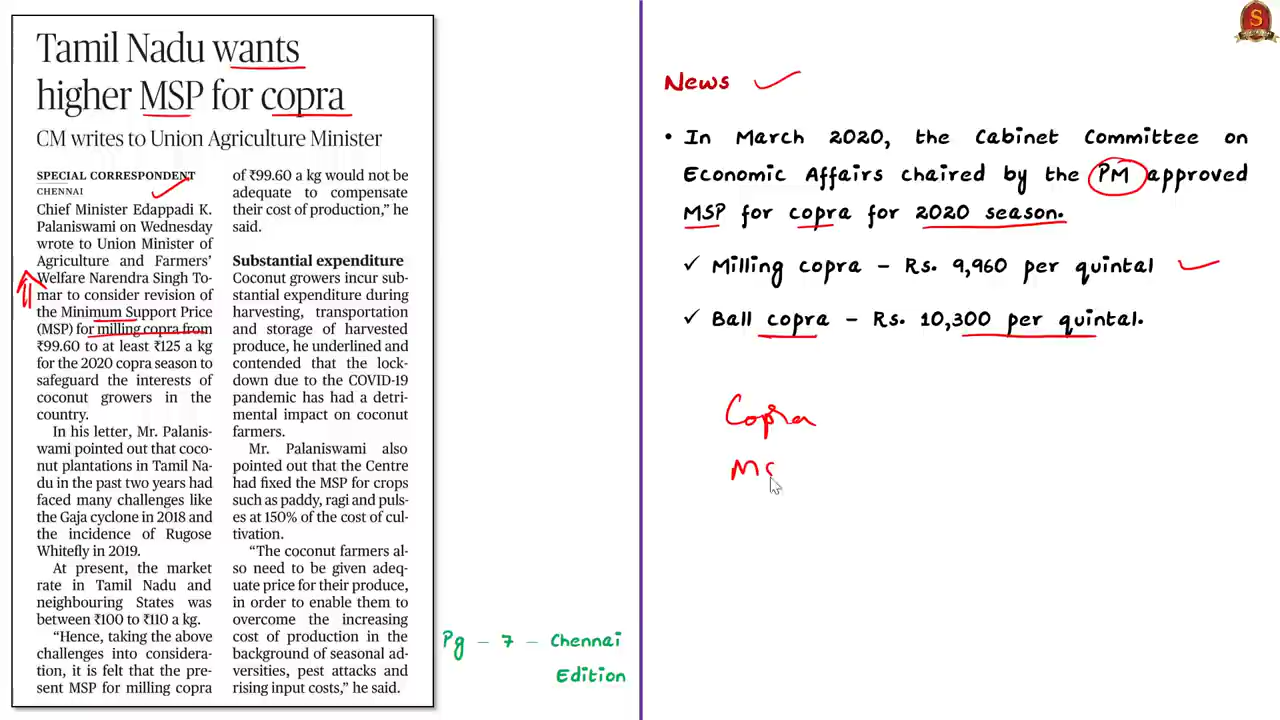 Tamil Nadu wants
higher MSP for copra
CM writes to Union Agriculture Minister
SPECIAL CORRESPONDENT
CHENNAI
Chief Minister Edappadi K.
Palaniswami on Wednesday
wrote to Union Minister of
Agriculture and Farmers'
Welfare Narendra Singh To-
mar to consider revision of
the Minimum Support Price
(MSP) for milling copra from
₹99.60 to at least ₹125 a kg
for the 2020 copra season to
safeguard the interests of
coconut growers in the
country.
In his letter, Mr. Palanis-
wami pointed out that coco-
nut plantations in Tamil Na-
du in the past two years had
faced many challenges like
the Gaja cyclone in 2018 and
the incidence of Rugose
Whitefly in 2019.
At present, the market
rate in Tamil Nadu and
neighbouring States was
between ₹100 to ₹110 a kg.
"Hence, taking the above
challenges into considera-
tion, it is felt that the pre-
sent MSP for milling copra
of ₹99.60 a kg would not be
adequate to compensate
their cost of production," he
said.
Substantial expenditure
Coconut growers incur sub-
stantial expenditure during
harvesting, transportation
and storage of harvested
produce, he underlined and
contended that the lock-
down due to the COVID-19
pandemic has had a detri-
mental impact on coconut
farmers.
Mr. Palaniswami also
pointed out that the Centre
had fixed the MSP for crops
such as paddy, ragi and puls-
es at 150% of the cost of cul-
tivation.
"The coconut farmers al-
so need to be given adeq-
uate price for their produce,
in order to enable them to
overcome the increasing
cost of production in the
background of seasonal ad-
versities, pest attacks and
rising input costs," he said.
Pg – 7 – Chennai
Edition
News
• In March 2020, the Cabinet Committee on
Economic Affairs chaired by the PM approved
MSP for copra for 2020 season.
✓ Milling copra – Rs. 9,960 per quintal
✓ Ball copra – Rs. 10,300 per quintal.
Copra
MS